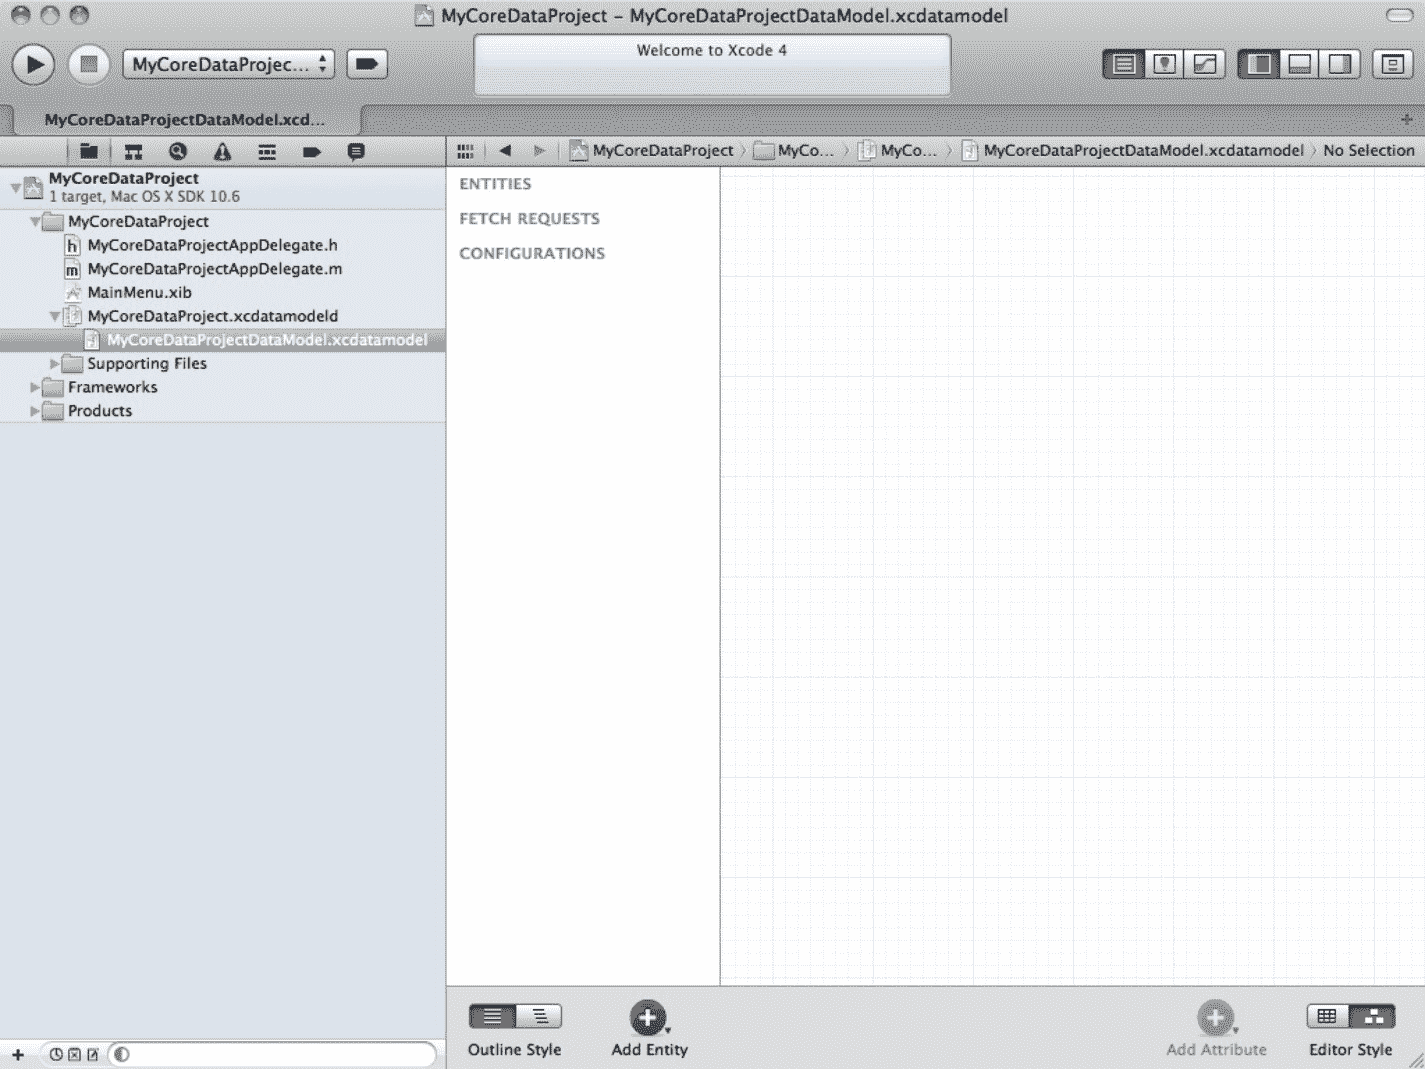 MyCoreDataProject – MyCoreDataProjectDataModel.xcdatamodel
MyCoreDataProjec...
Welcome to Xcode 4
MyCoreDataProjectDataModel.xcd...
MyCoreDataProject
MyCo...
MyCo...
MyCoreDataProjectDataModel.xcdatamodel
No Selection
MyCoreDataProject
1 target, Mac OS X SDK 10.6
MyCoreDataProject
h MyCoreDataProjectAppDelegate.h
m MyCoreDataProjectAppDelegate.m
MainMenu.xib
MyCoreDataProject.xcdatamodeld
MyCoreDataProjectDataModel.xcdatamodel
Supporting Files
Frameworks
Products
ENTITIES
FETCH REQUESTS
CONFIGURATIONS
Outline Style
Add Entity
Add Attribute
Editor Style